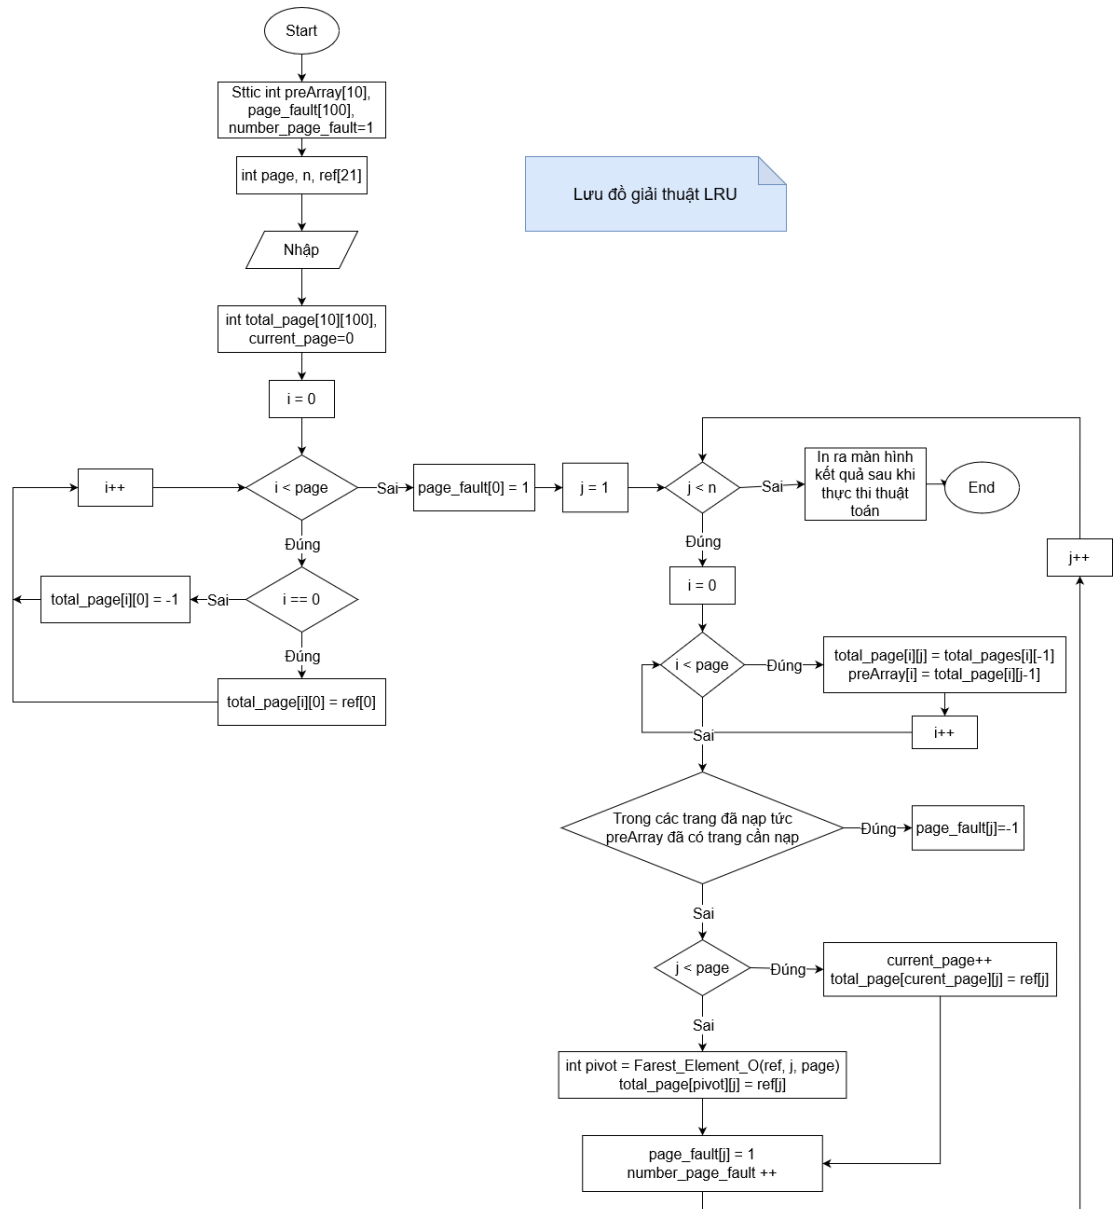 Start
Sttic int preArray[10],
page_fault[100],
number_page_fault=1
int page, n, ref[21]
Lưu đồ giải thuật LRU
Nhập
int total_page[10][100],
current_page=0
i = 0
i++
i < page
Sai
page_fault[0] = 1
j = 1
j < n
Sai
In ra màn hình
kết quả sau khi
thực thi thuật
toán
End
Đúng
Đúng
j++
total_page[i][0] = -1
Sai
i == 0
i = 0
Đúng
total_page[i][0] = ref[0]
i < page
Đúng
total_page[i][j] = total_pages[i][-1]
preArray[i] = total_page[i][j-1]
i++
Sai
Trong các trang đã nạp tức
preArray đã có trang cần nạp
Đúng
page_fault[j]=-1
Sai
j < page
Đúng
current_page++
total_page[curent_page][j] = ref[j]
Sai
int pivot = Farest_Element_O(ref, j, page)
total_page[pivot][j] = ref[j]
page_fault[j] = 1
number_page_fault ++